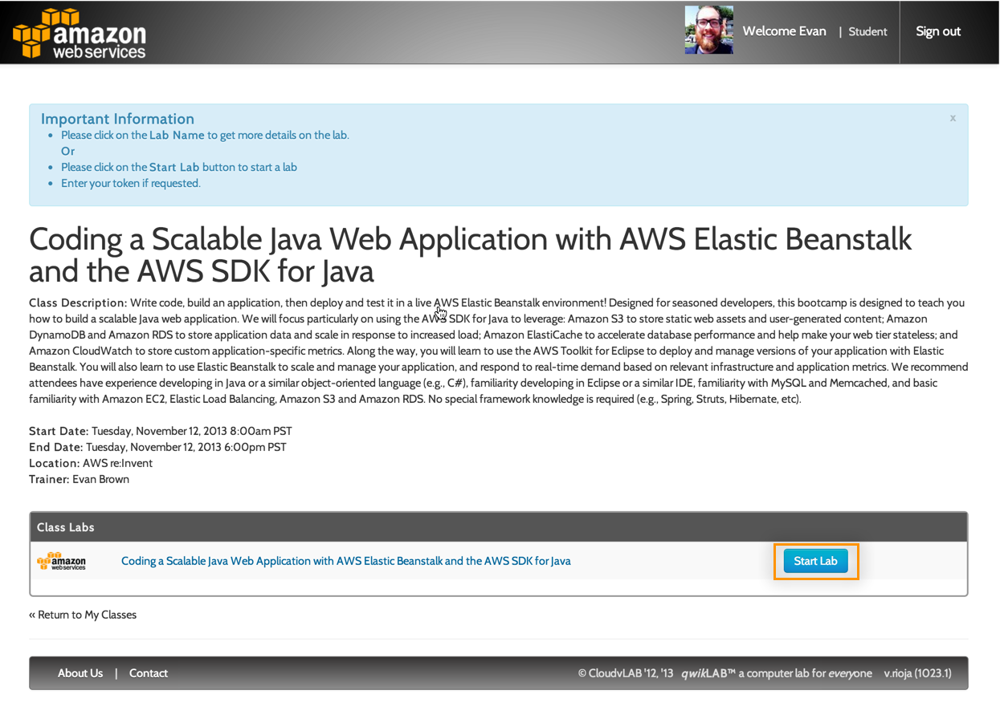 amazon
webservices
Welcome Evan | Student Sign out
Important Information x
Please click on the Lab Name to get more details on the lab.
Or
Please click on the Start Lab button to start a lab
Enter your token if requested.
Coding a Scalable Java Web Application with AWS Elastic Beanstalk
and the AWS SDK for Java
Class Description: Write code, build an application, then deploy and test it in a live AWS Elastic Beanstalk environment! Designed for seasoned developers, this bootcamp is designed to teach you
how to build a scalable Java web application. We will focus particularly on using the AWS SDK for Java to leverage: Amazon S3 to store static web assets and user-generated content; Amazon
DynamoDB and Amazon RDS to store application data and scale in response to increased load; Amazon ElastiCache to accelerate database performance and help make your web tier stateless; and
Amazon CloudWatch to store custom application-specific metrics. Along the way, you will learn to use the AWS Toolkit for Eclipse to deploy and manage versions of your application with Elastic
Beanstalk. You will also learn to use Elastic Beanstalk to scale and manage your application, and respond to real-time demand based on relevant infrastructure and application metrics. We recommend
attendees have experience developing in Java or a similar object-oriented language (e.g., C#), familiarity developing in Eclipse or a similar IDE, familiarity with MySQL and Memcached, and basic
familiarity with Amazon EC2, Elastic Load Balancing, Amazon S3 and Amazon RDS. No special framework knowledge is required (e.g., Spring, Struts, Hibernate, etc).
Start Date: Tuesday, November 12, 2013 8:00am PST
End Date: Tuesday, November 12, 2013 6:00pm PST
Location: AWS re:Invent
Trainer: Evan Brown
Class Labs
amazon
webservices
Coding a Scalable Java Web Application with AWS Elastic Beanstalk and the AWS SDK for Java Start Lab
« Return to My Classes
About Us | Contact © CloudvLAB '12, '13 qwikLAB™ a computer lab for everyone v.rioja (1023.1)